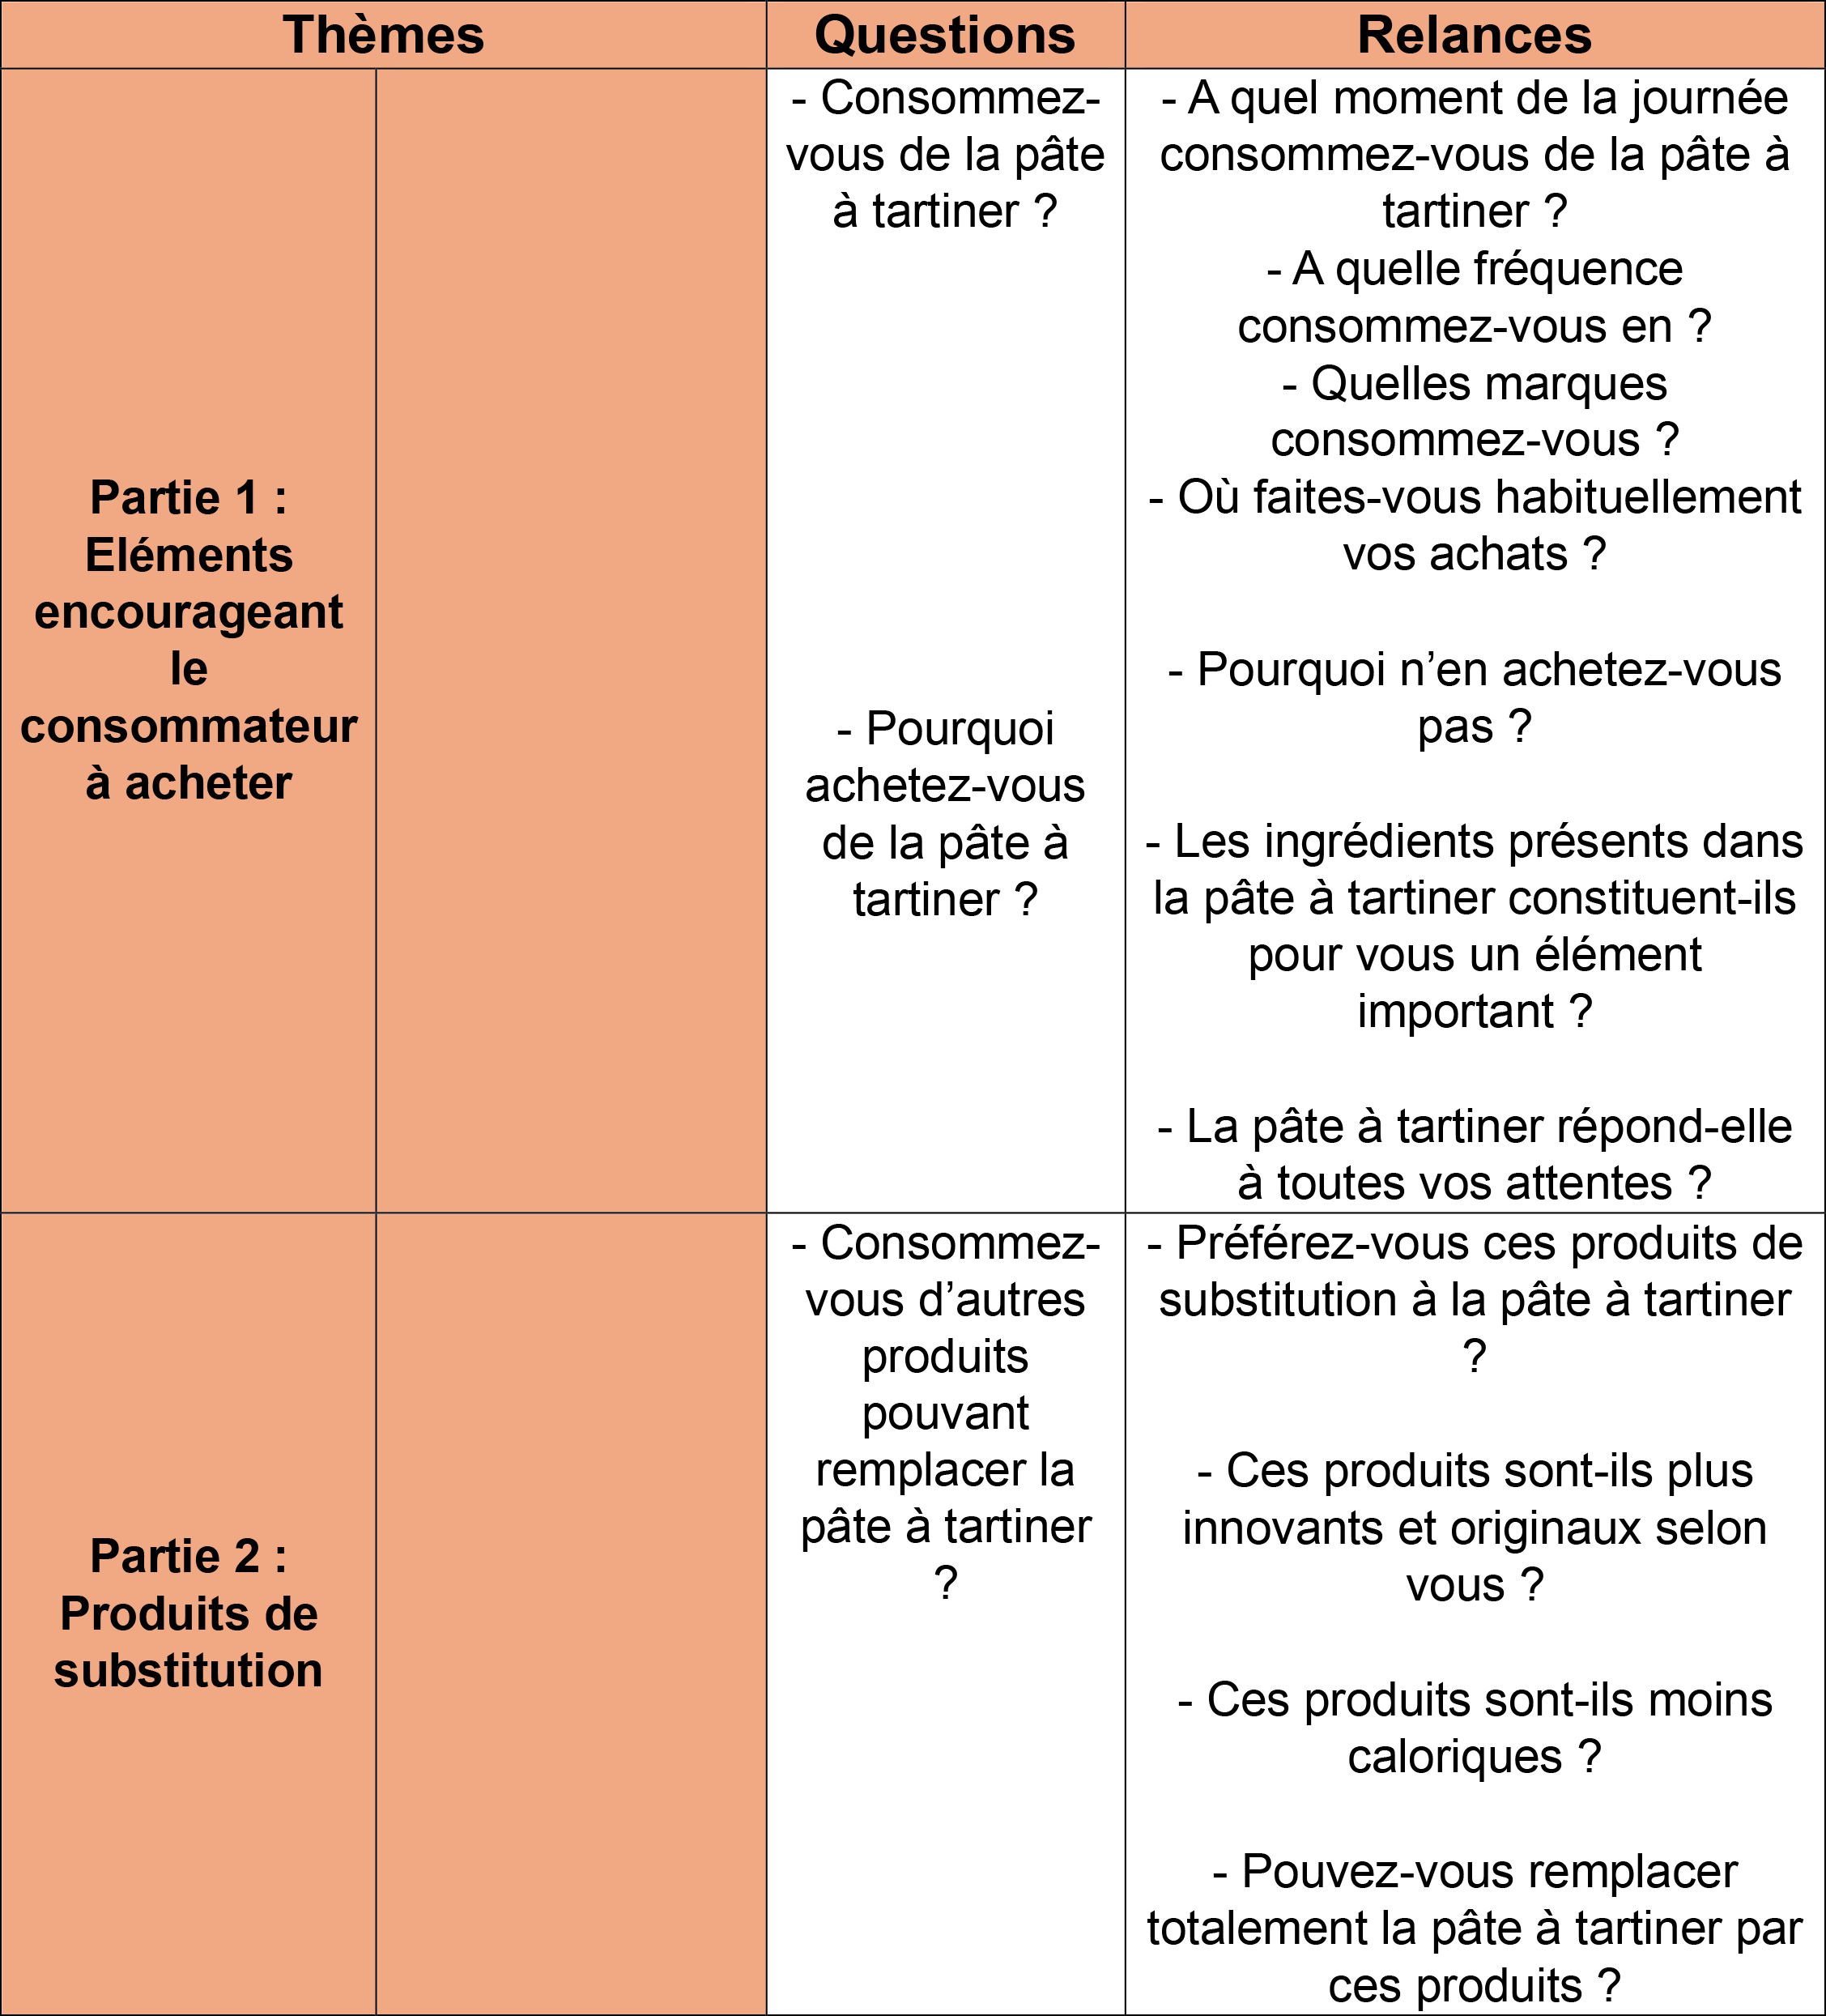 Thèmes
Questions
Relances
Partie 1 :
Eléments
encourageant
le
consommateur
à acheter
- Consommez-
vous de la pâte
à tartiner ?
- Pourquoi
achetez-vous
de la pâte à
tartiner ?
- A quel moment de la journée
consommez-vous de la pâte à
tartiner ?
- A quelle fréquence
consommez-vous en ?
- Quelles marques
consommez-vous ?
- Où faites-vous habituellement
vos achats ?
- Pourquoi n’en achetez-vous
pas ?
- Les ingrédients présents dans
la pâte à tartiner constituent-ils
pour vous un élément
important ?
- La pâte à tartiner répond-elle
à toutes vos attentes ?
Partie 2 :
Produits de
substitution
- Consommez-
vous d’autres
produits
pouvant
remplacer la
pâte à tartiner
?
- Préférez-vous ces produits de
substitution à la pâte à tartiner
?
- Ces produits sont-ils plus
innovants et originaux selon
vous ?
- Ces produits sont-ils moins
caloriques ?
- Pouvez-vous remplacer
totalement la pâte à tartiner par
ces produits ?